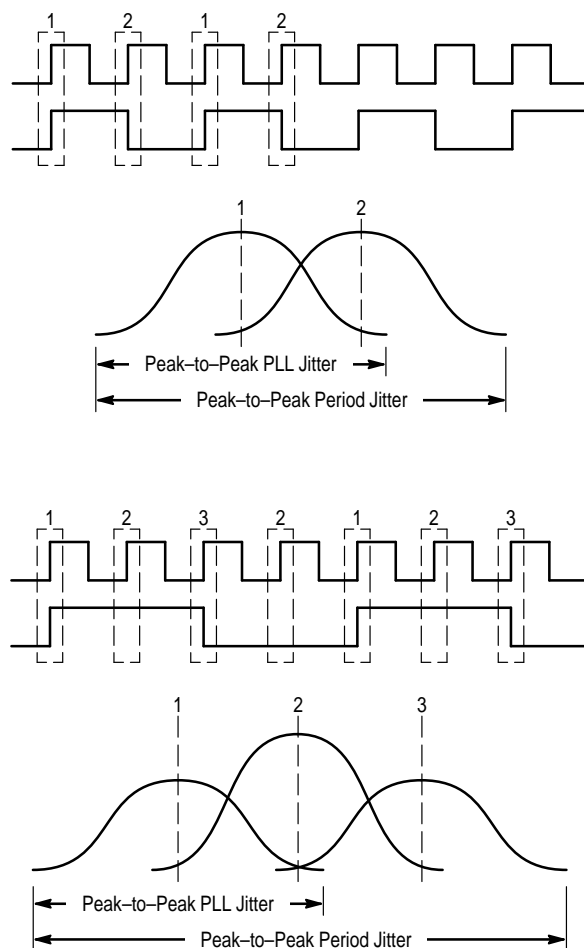 1 2 1 2
1 2
Peak–to–Peak PLL Jitter
Peak–to–Peak Period Jitter
1 2 3 2 1 2 3
1 2 3
Peak–to–Peak PLL Jitter
Peak–to–Peak Period Jitter